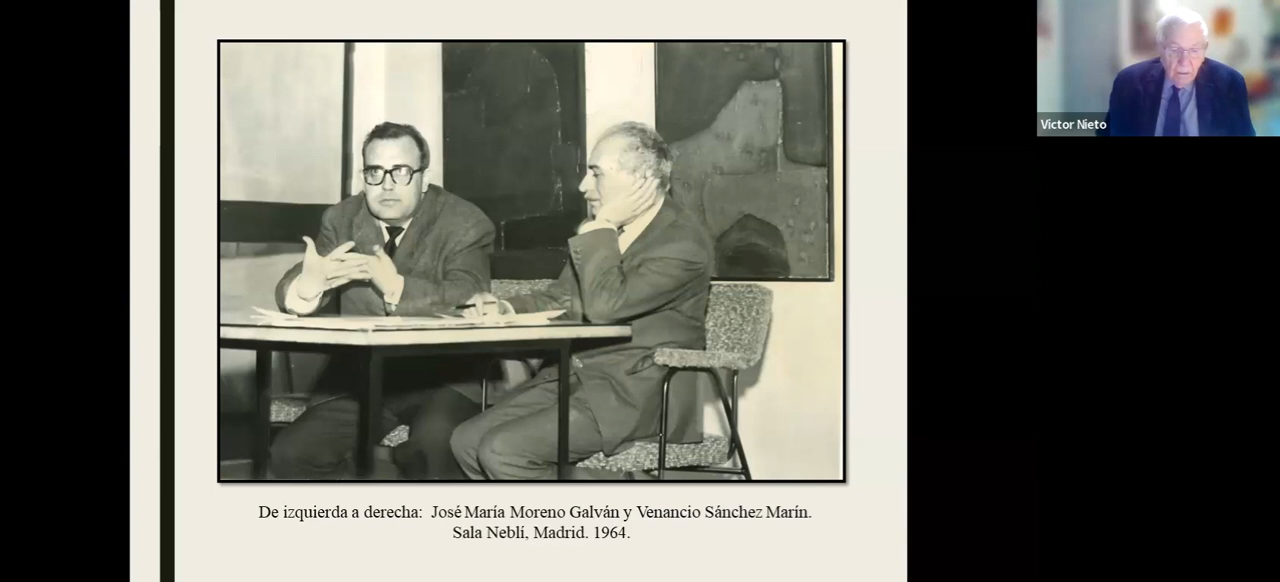 Victor Nieto
De izquierda a derecha: José María Moreno Galván y Venancio Sánchez Marín.
Sala Neblí, Madrid. 1964.